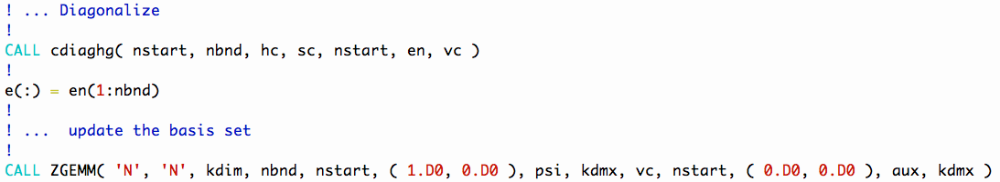 ! ... Diagonalize
!
CALL cdiaghg( nstart, nbnd, hc, sc, nstart, en, vc )
!
e(:) = en(1:nbnd)
!
! ...  update the basis set
!
CALL ZGEMM( 'N', 'N', kdim, nbnd, nstart, ( 1.D0, 0.D0 ), psi, kdmx, vc, nstart, ( 0.D0, 0.D0 ), aux, kdmx )